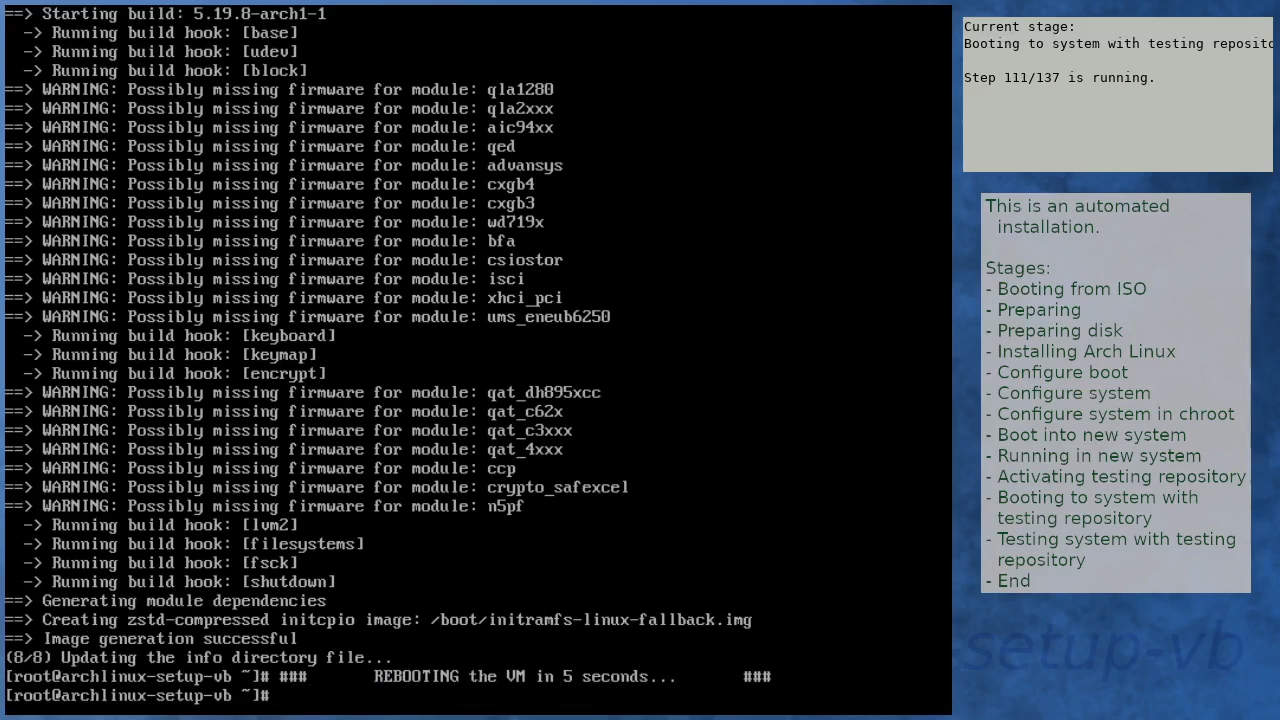 ==> Starting build: 5.19.8-arch1-1
  -> Running build hook: [base]
  -> Running build hook: [udev]
  -> Running build hook: [block]
==> WARNING: Possibly missing firmware for module: qla1280
==> WARNING: Possibly missing firmware for module: qla2xxx
==> WARNING: Possibly missing firmware for module: aic94xx
==> WARNING: Possibly missing firmware for module: qed
==> WARNING: Possibly missing firmware for module: advansys
==> WARNING: Possibly missing firmware for module: cxgb4
==> WARNING: Possibly missing firmware for module: cxgb3
==> WARNING: Possibly missing firmware for module: wd719x
==> WARNING: Possibly missing firmware for module: bfa
==> WARNING: Possibly missing firmware for module: csiostor
==> WARNING: Possibly missing firmware for module: isci
==> WARNING: Possibly missing firmware for module: xhci_pci
==> WARNING: Possibly missing firmware for module: ums_eneub6250
  -> Running build hook: [keyboard]
  -> Running build hook: [keymap]
  -> Running build hook: [encrypt]
==> WARNING: Possibly missing firmware for module: qat_dh895xcc
==> WARNING: Possibly missing firmware for module: qat_c62x
==> WARNING: Possibly missing firmware for module: qat_c3xxx
==> WARNING: Possibly missing firmware for module: qat_4xxx
==> WARNING: Possibly missing firmware for module: ccp
==> WARNING: Possibly missing firmware for module: crypto_safexcel
==> WARNING: Possibly missing firmware for module: n5pf
  -> Running build hook: [lvm2]
  -> Running build hook: [filesystems]
  -> Running build hook: [fsck]
  -> Running build hook: [shutdown]
==> Generating module dependencies
==> Creating zstd-compressed initcpio image: /boot/initramfs-linux-fallback.img
==> Image generation successful
(8/8) Updating the info directory file...
[root@archlinux-setup-vb ~]# ###       REBOOTING the VM in 5 seconds...       ###
[root@archlinux-setup-vb ~]#
Current stage:
Booting to system with testing reposito
Step 111/137 is running.
This is an automated
installation.
Stages:
- Booting from ISO
- Preparing
- Preparing disk
- Installing Arch Linux
- Configure boot
- Configure system
- Configure system in chroot
- Boot into new system
- Running in new system
- Activating testing repository
- Booting to system with
testing repository
- Testing system with testing
repository
- End
setup-vb